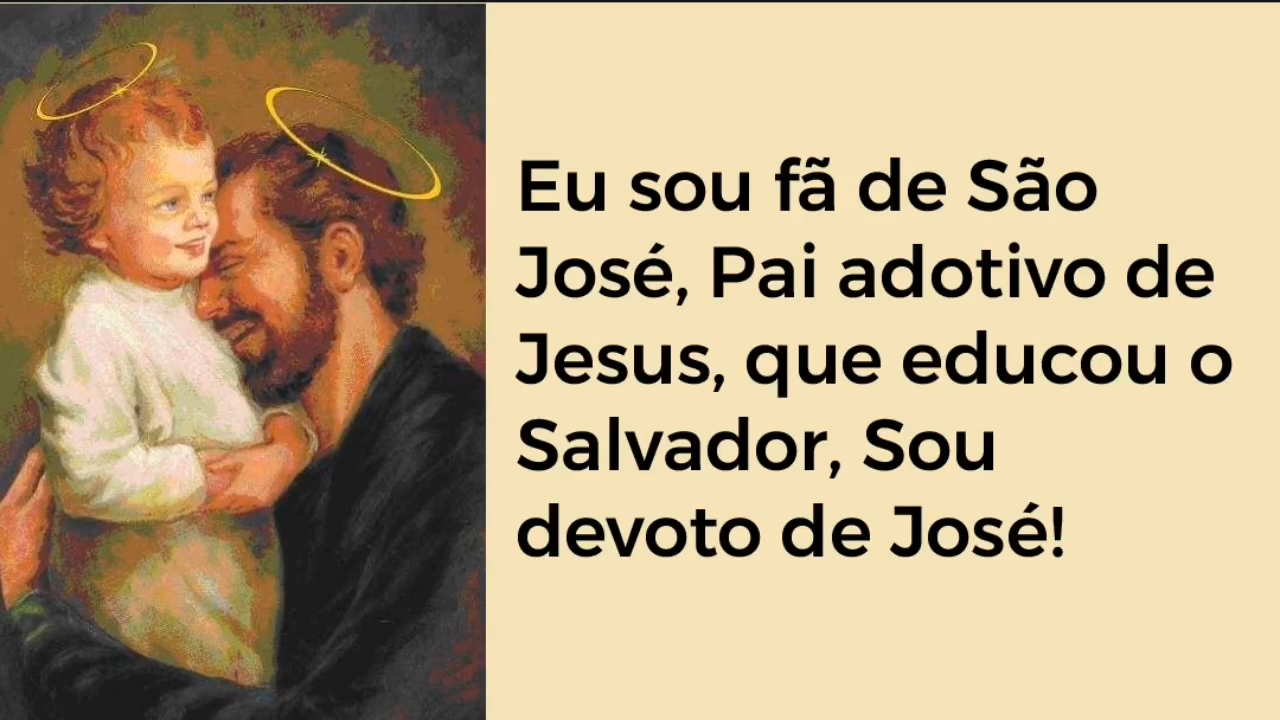 Eu sou fã de São
José, Pai adotivo de
Jesus, que educou o
Salvador, Sou
devoto de José!